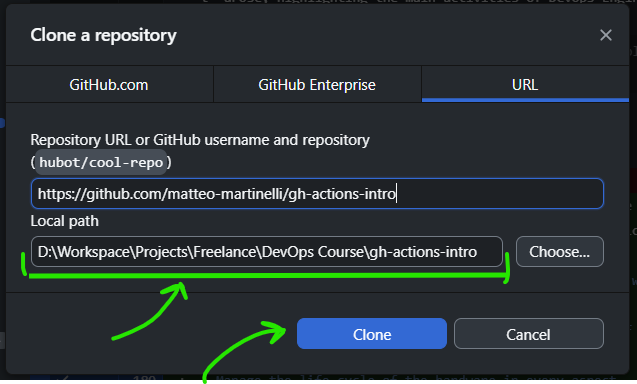 Clone a repository
GitHub.com
GitHub Enterprise
URL
Repository URL or GitHub username and repository
(hubot/cool-repo)
https://github.com/matteo-martinelli/gh-actions-intro
Local path
D:\Workspace\Projects\Freelance\DevOps Course\gh-actions-intro
Choose...
Clone
Cancel